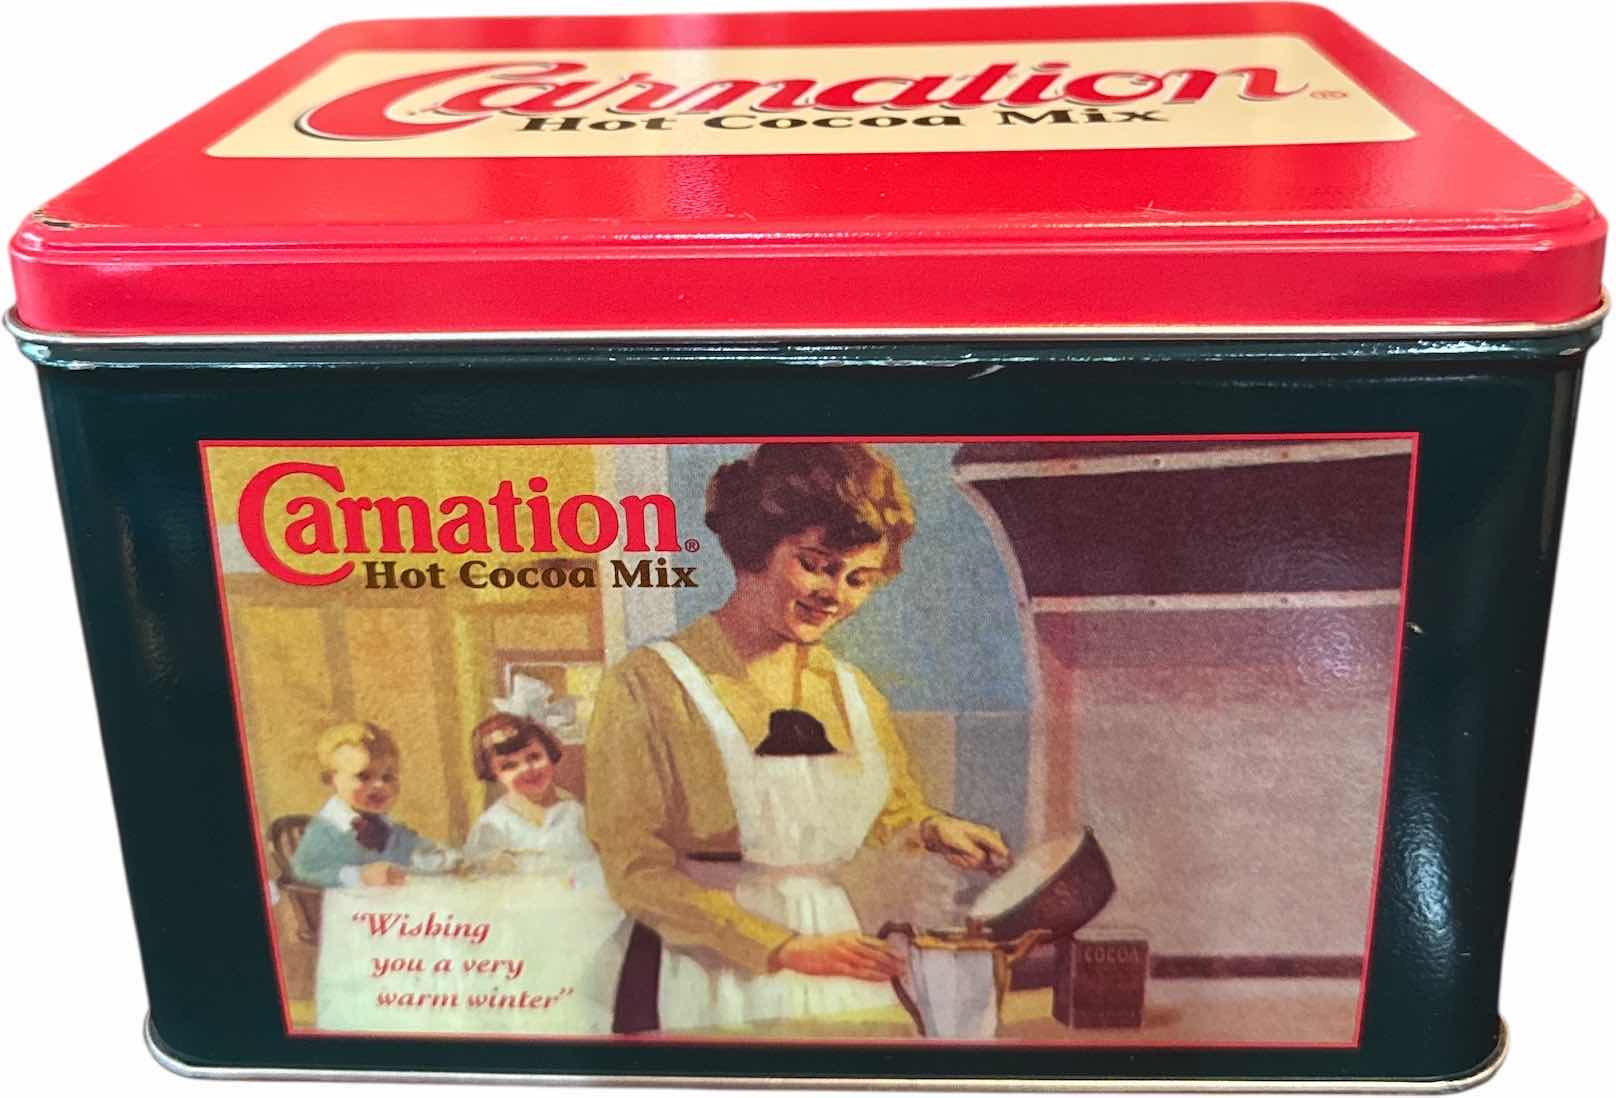 Carnation®
Hot Cocoa Mix
Carnation®
Hot Cocoa Mix
"Wishing
you a very
warm winter"
COCOA